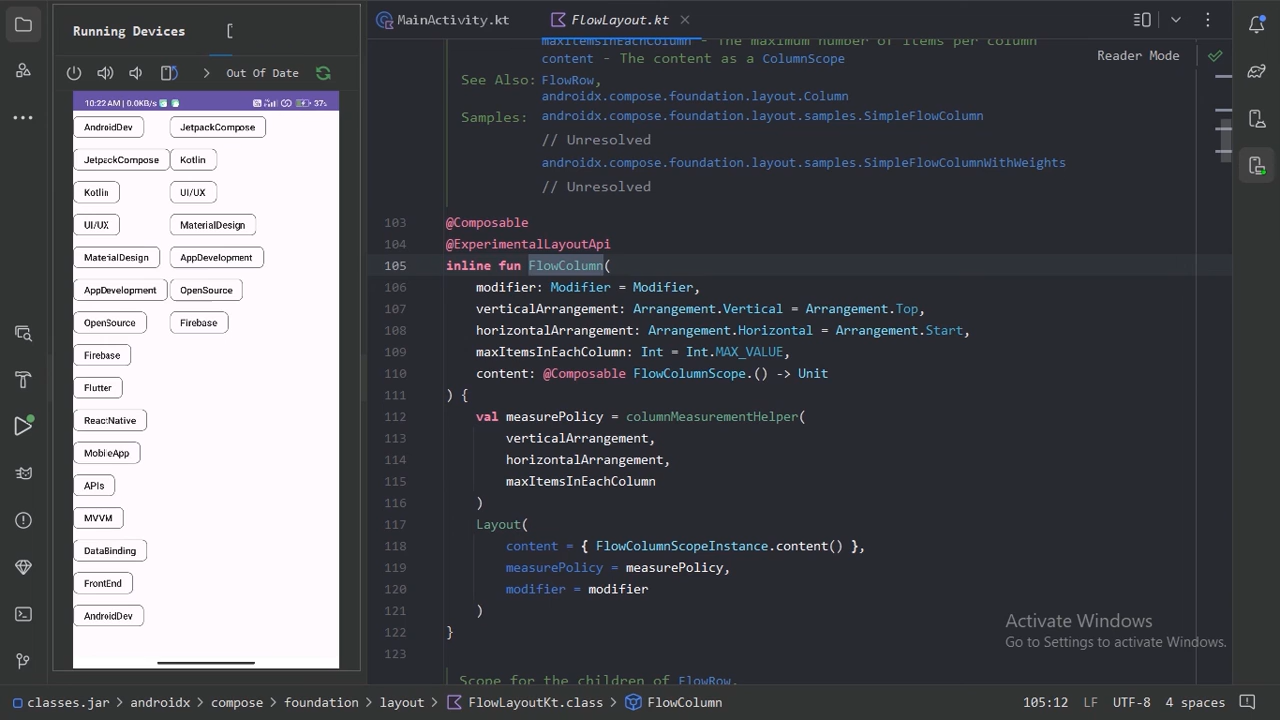 Running Devices
MainActivity.kt
FlowLayout.kt
Out Of Date
10:22 AM | 0.0KB/s
37%
AndroidDev
JetpackCompose
JetpackCompose
Kotlin
Kotlin
UI/UX
UI/UX
MaterialDesign
MaterialDesign
AppDevelopment
AppDevelopment
OpenSource
OpenSource
Firebase
Firebase
Flutter
ReactNative
MobileApp
APIs
MVVM
DataBinding
FrontEnd
AndroidDev
maxItemsInEachColumn - The maximum number of items per column
content - The content as a ColumnScope
Reader Mode
See Also: FlowRow,
androidx.compose.foundation.layout.Column
Samples: androidx.compose.foundation.layout.samples.SimpleFlowColumn
// Unresolved
androidx.compose.foundation.layout.samples.SimpleFlowColumnWithWeights
// Unresolved
103 @Composable
104 @ExperimentalLayoutApi
105 inline fun FlowColumn(
106 modifier: Modifier = Modifier,
107 verticalArrangement: Arrangement.Vertical = Arrangement.Top,
108 horizontalArrangement: Arrangement.Horizontal = Arrangement.Start,
109 maxItemsInEachColumn: Int = Int.MAX_VALUE,
110 content: @Composable FlowColumnScope.() -> Unit
111 ) {
112 val measurePolicy = columnMeasurementHelper(
113 verticalArrangement,
114 horizontalArrangement,
115 maxItemsInEachColumn
116 )
117 Layout(
118 content = { FlowColumnScopeInstance.content() },
119 measurePolicy = measurePolicy,
120 modifier = modifier
121 )
122 }
123
Scope for the children of FlowRow.
Activate Windows
Go to Settings to activate Windows.
classes.jar
androidx
compose
foundation
layout
FlowLayoutKt.class
FlowColumn
105:12
LF
UTF-8
4 spaces